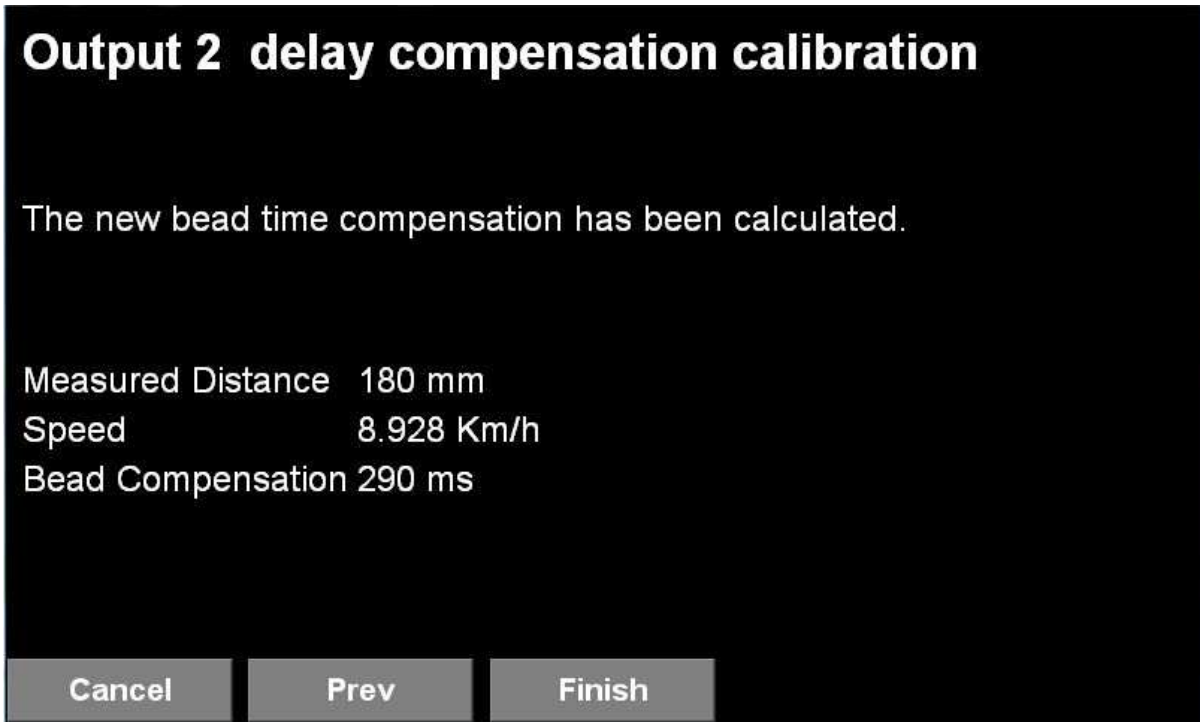 Output 2 delay compensation calibration
The new bead time compensation has been calculated.
Measured Distance 180 mm
Speed 8.928 Km/h
Bead Compensation 290 ms
Cancel Prev Finish